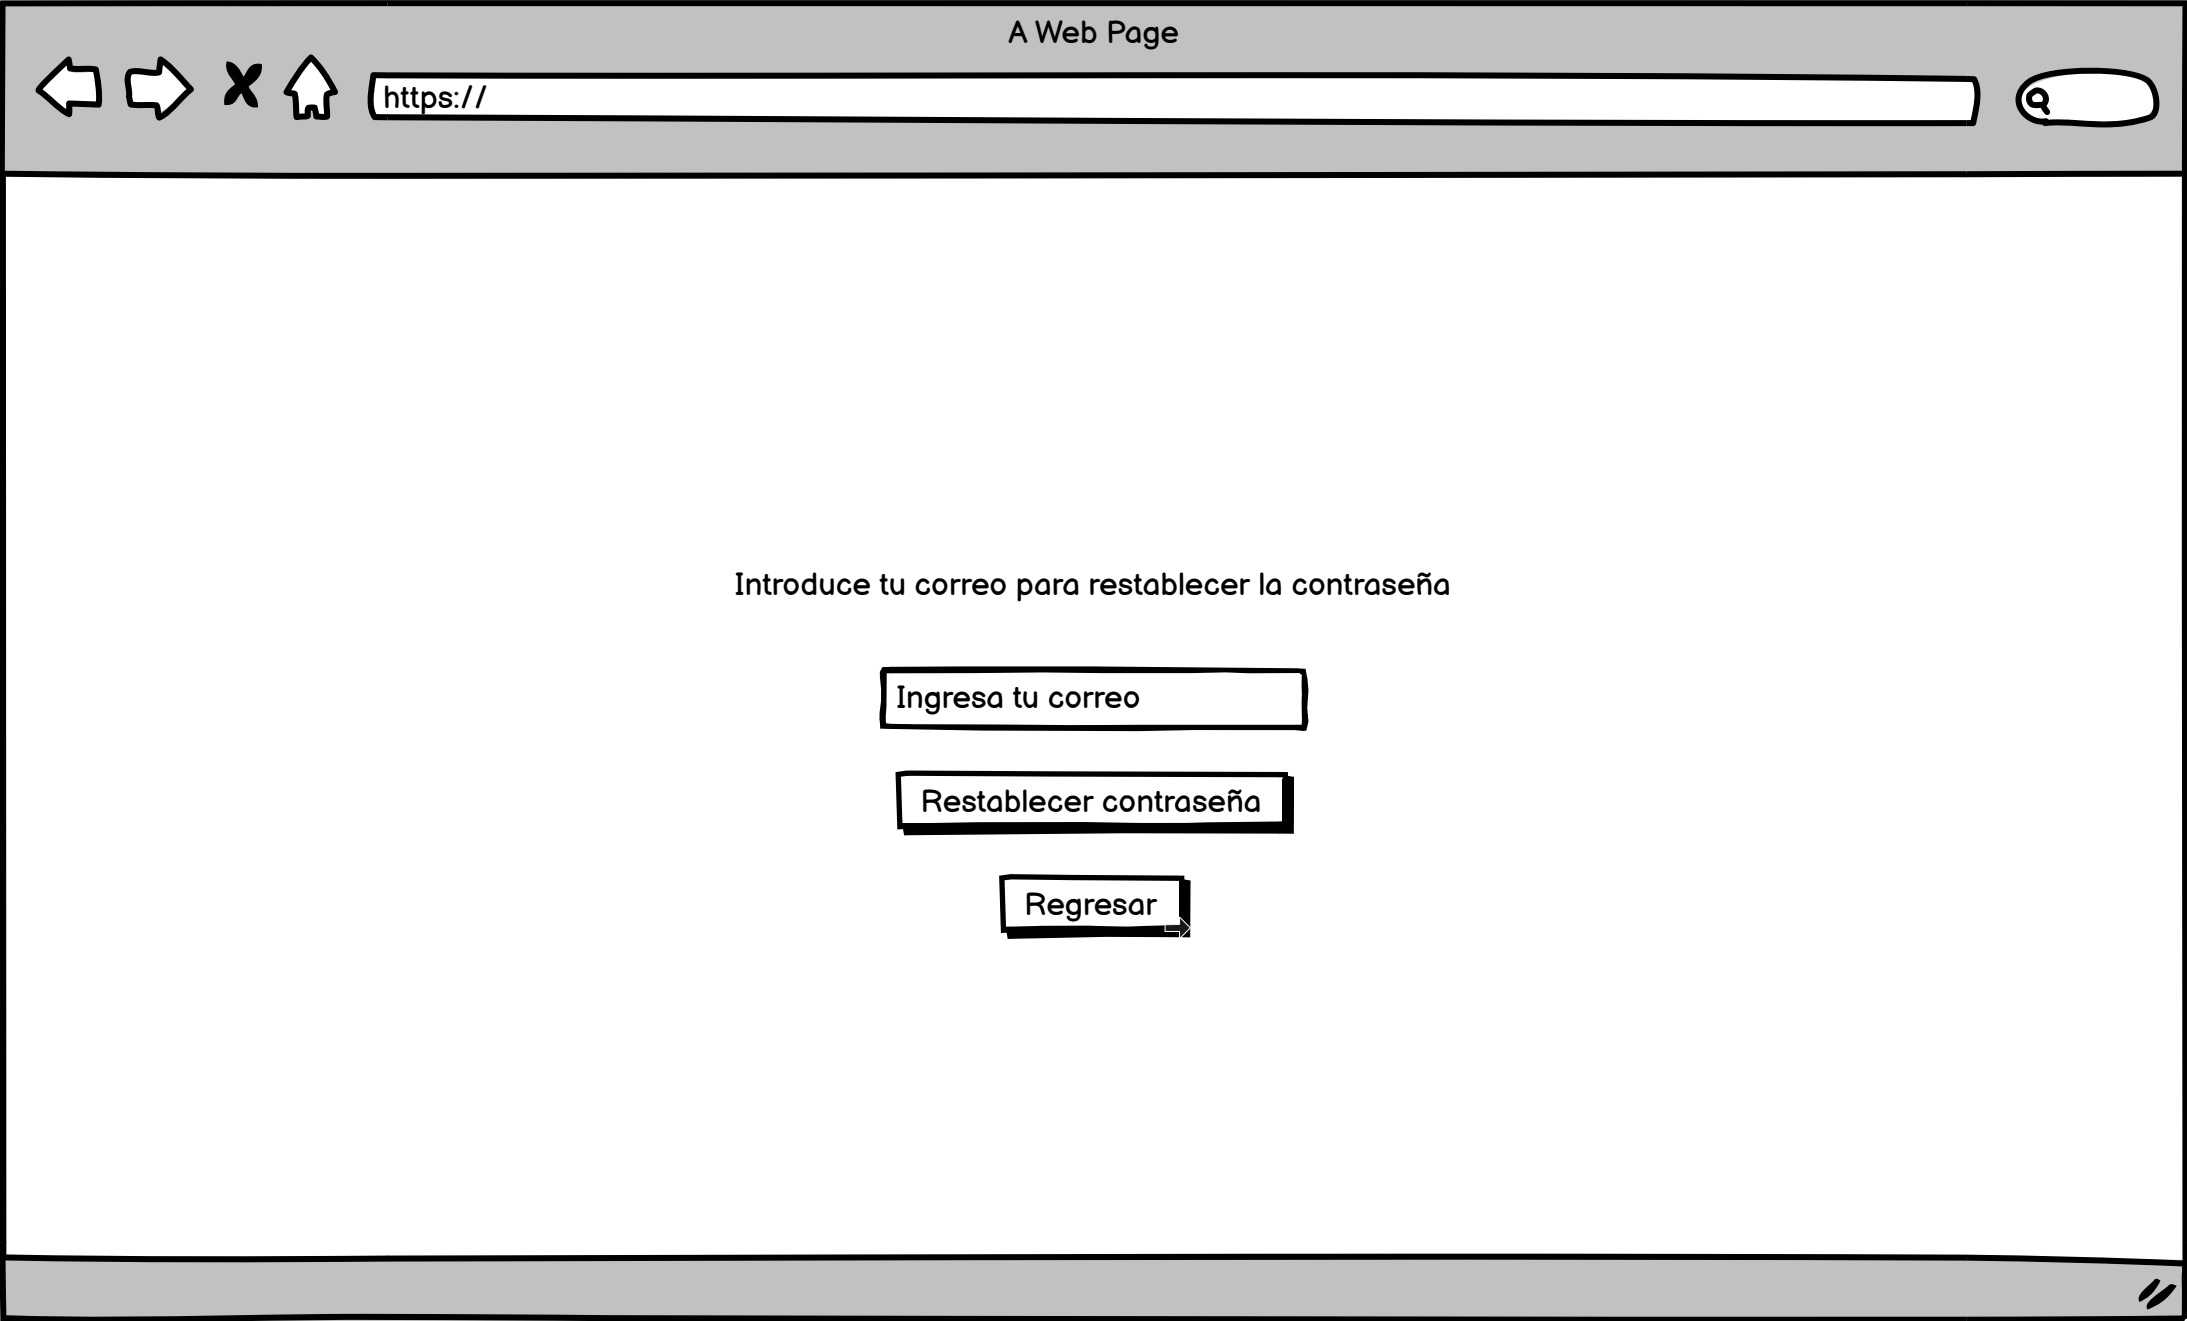 A Web Page
https://
Introduce tu correo para restablecer la contraseña
Ingresa tu correo
Restablecer contraseña
Regresar